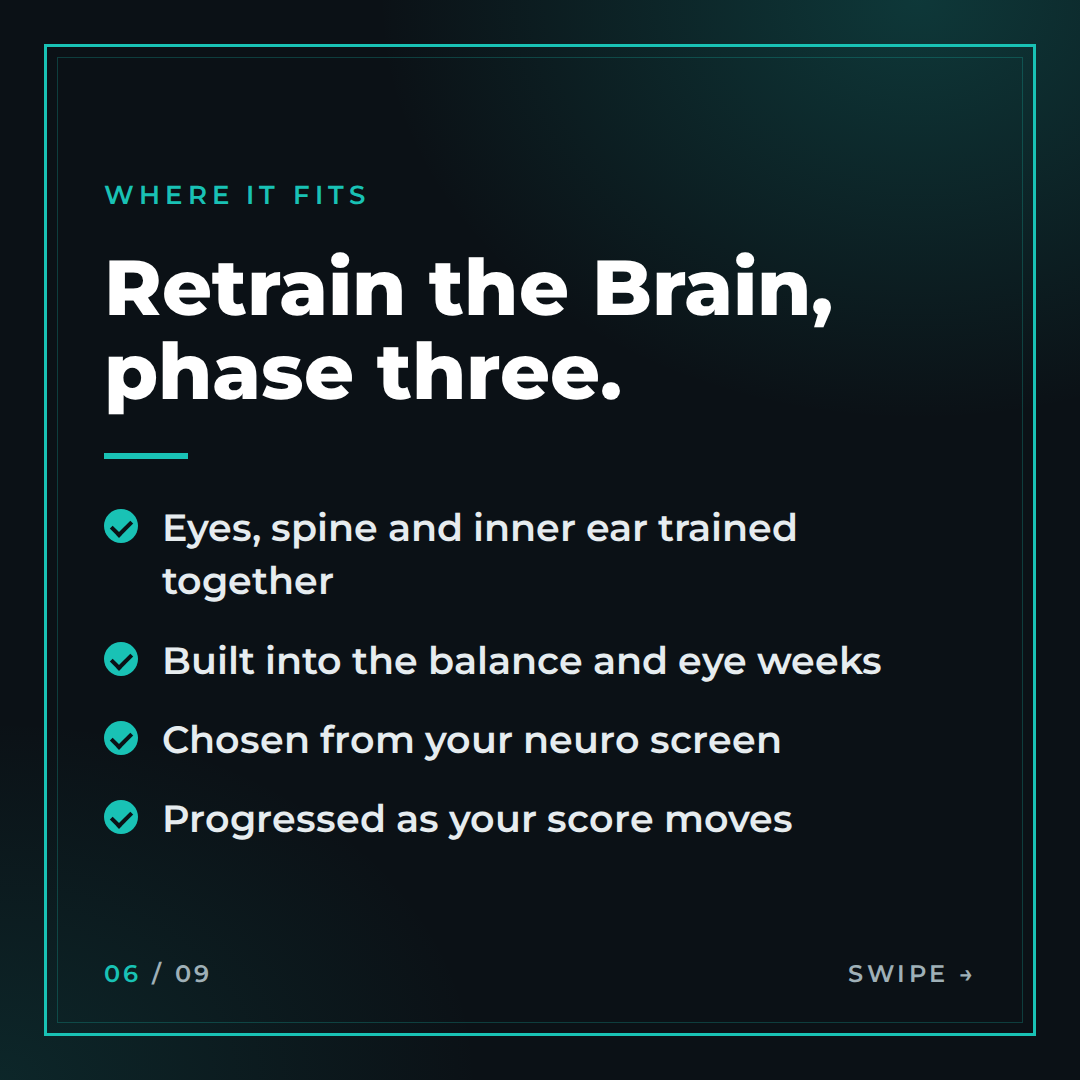 WHERE IT FITS
Retrain the Brain,
phase three.
Eyes, spine and inner ear trained
together
Built into the balance and eye weeks
Chosen from your neuro screen
Progressed as your score moves
06 / 09
SWIPE →